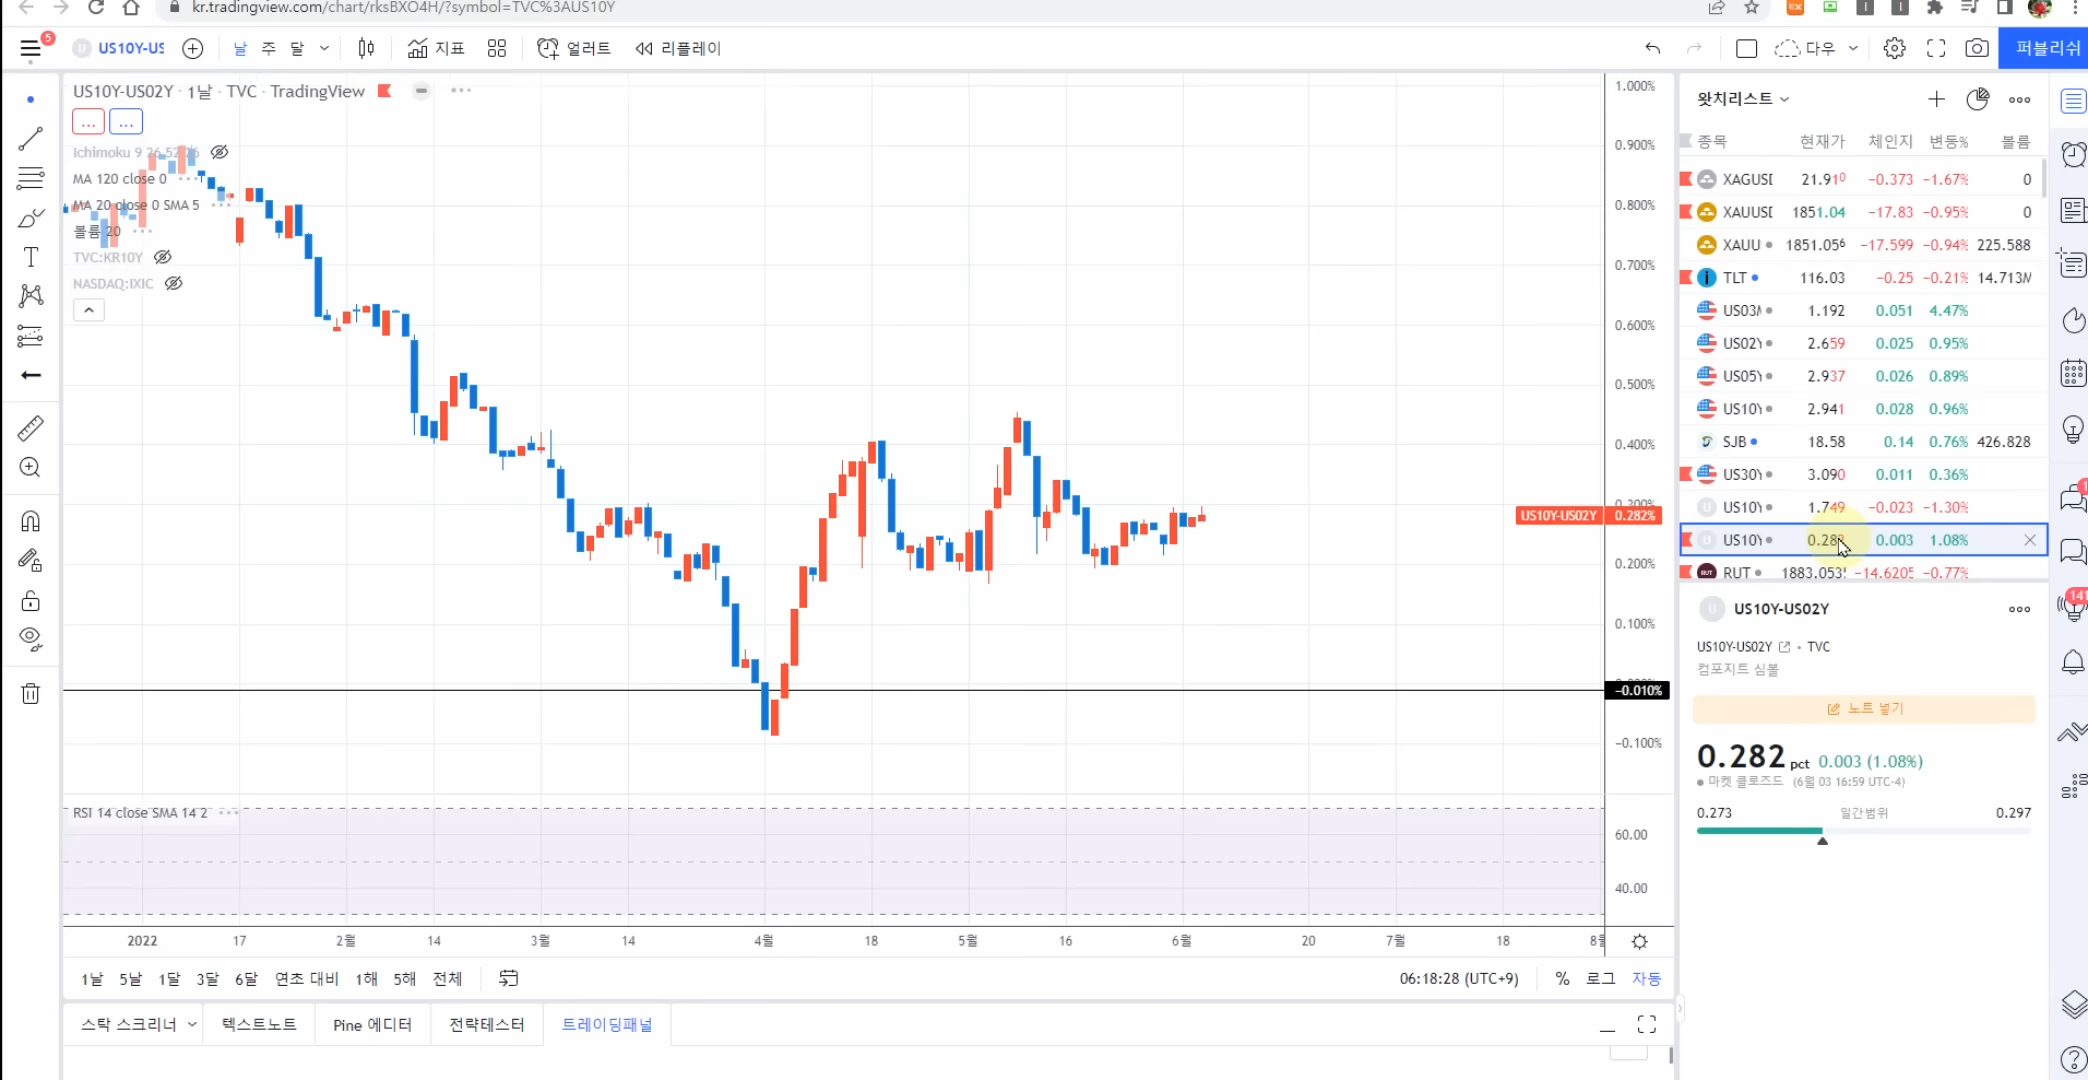 kr.tradingview.com/chart/rksBXO4H/?symbol=TVC%3AUS10Y
5
US10Y-US
날 주 달
지표
얼러트
리플레이
다우
퍼블리쉬
US10Y-US02Y · 1날 · TVC · TradingView
...
...
Ichimoku 9 26 52 26
MA 120 close 0
MA 20 close 0 SMA 5
볼륨 20
TVC:KR10Y
NASDAQ:IXIC
1.000%
0.900%
0.800%
0.700%
0.600%
0.500%
0.400%
0.300%
US10Y-US02Y 0.282%
0.200%
0.100%
-0.010%
-0.100%
RSI 14 close SMA 14 2
60.00
40.00
2022 17 2월 14 3월 14 4월 18 5월 16 6월 20 7월 18 8월
1날 5날 1달 3달 6달 연초 대비 1해 5해 전체
06:18:28 (UTC+9) % 로그 자동
스탁 스크리너 텍스트노트 Pine 에디터 전략테스터 트레이딩패널
왓치리스트
종목 현재가 체인지 변동% 볼륨
XAGUSD 21.910 -0.373 -1.67% 0
XAUUSD 1851.04 -17.83 -0.95% 0
XAUU 1851.056 -17.599 -0.94% 225.588
TLT 116.03 -0.25 -0.21% 14.713M
US03M 1.192 0.051 4.47%
US02Y 2.659 0.025 0.95%
US05Y 2.937 0.026 0.89%
US10Y 2.941 0.028 0.96%
SJB 18.58 0.14 0.76% 426.828
US30Y 3.090 0.011 0.36%
US10Y 1.749 -0.023 -1.30%
US10Y 0.282 0.003 1.08%
RUT 1883.053 -14.6205 -0.77%
141
US10Y-US02Y
US10Y-US02Y · TVC
컴포지트 심볼
노트 넣기
0.282 pct 0.003 (1.08%)
마켓 클로즈드 (6월 03 16:59 UTC-4)
0.273 일간범위 0.297